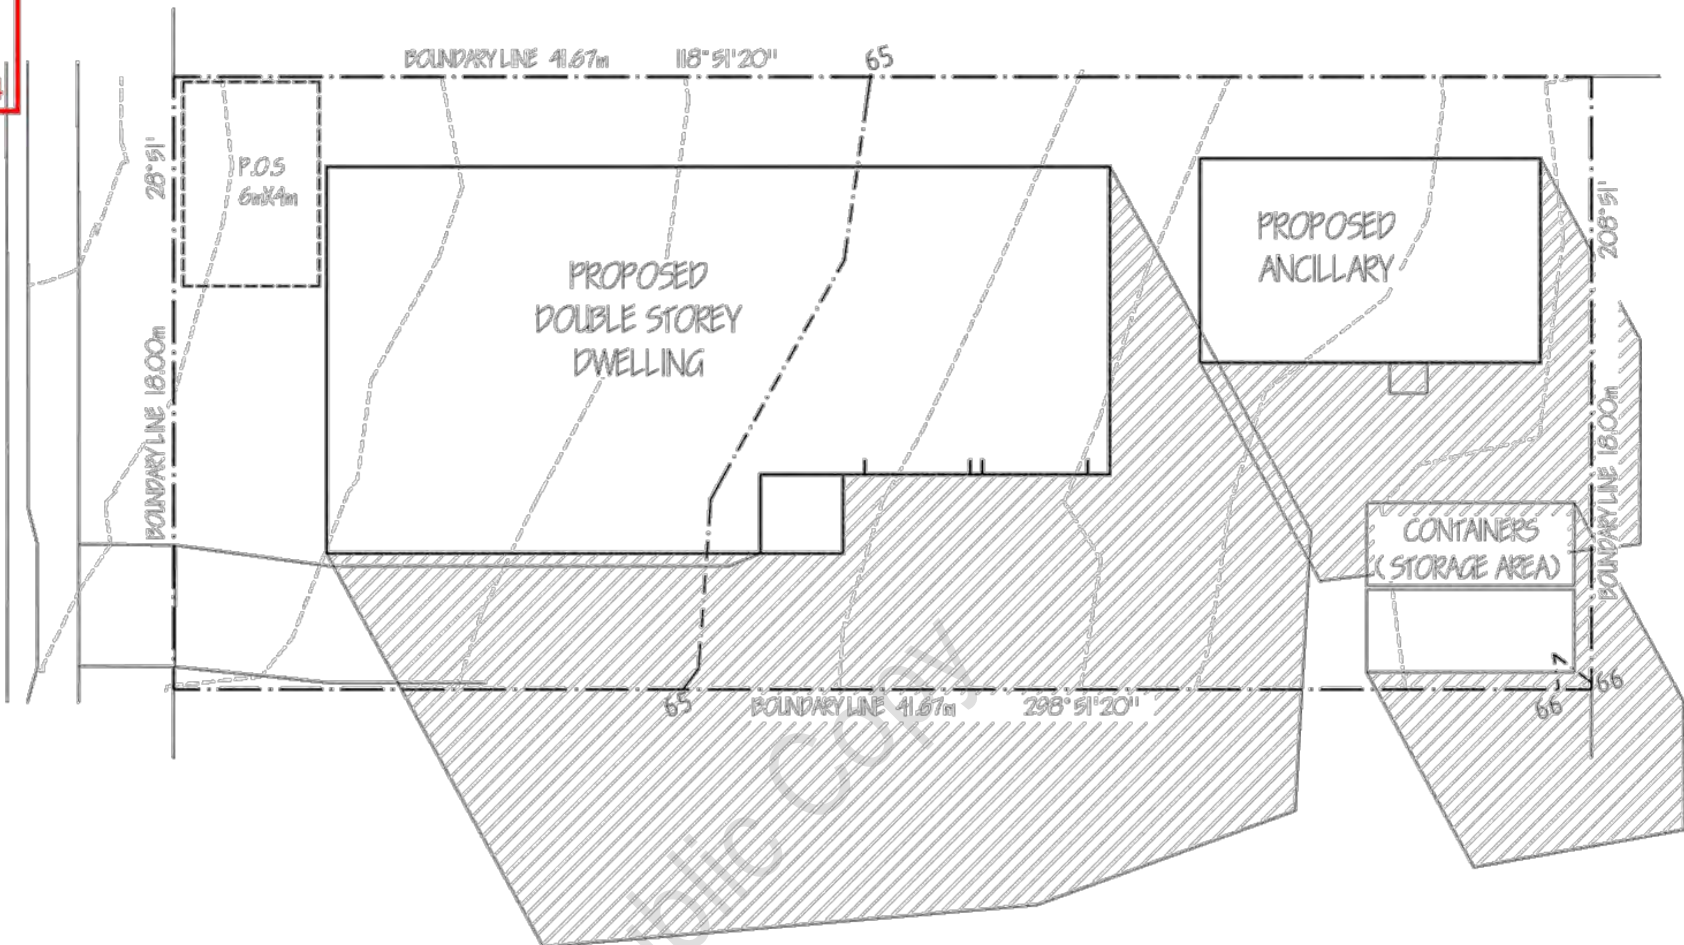 BOUNDARY LINE 41.67m 118°51'20"
65
28°51'
P.O.S
6mX4m
208°51'
PROPOSED
ANCILLARY
PROPOSED
DOUBLE STOREY
DWELLING
BOUNDARY LINE 18.00m
BOUNDARY LINE 18.00m
CONTAINERS
( STORAGE AREA)
66
66
65
BOUNDARY LINE 41.67m 298°51'20"
Copy